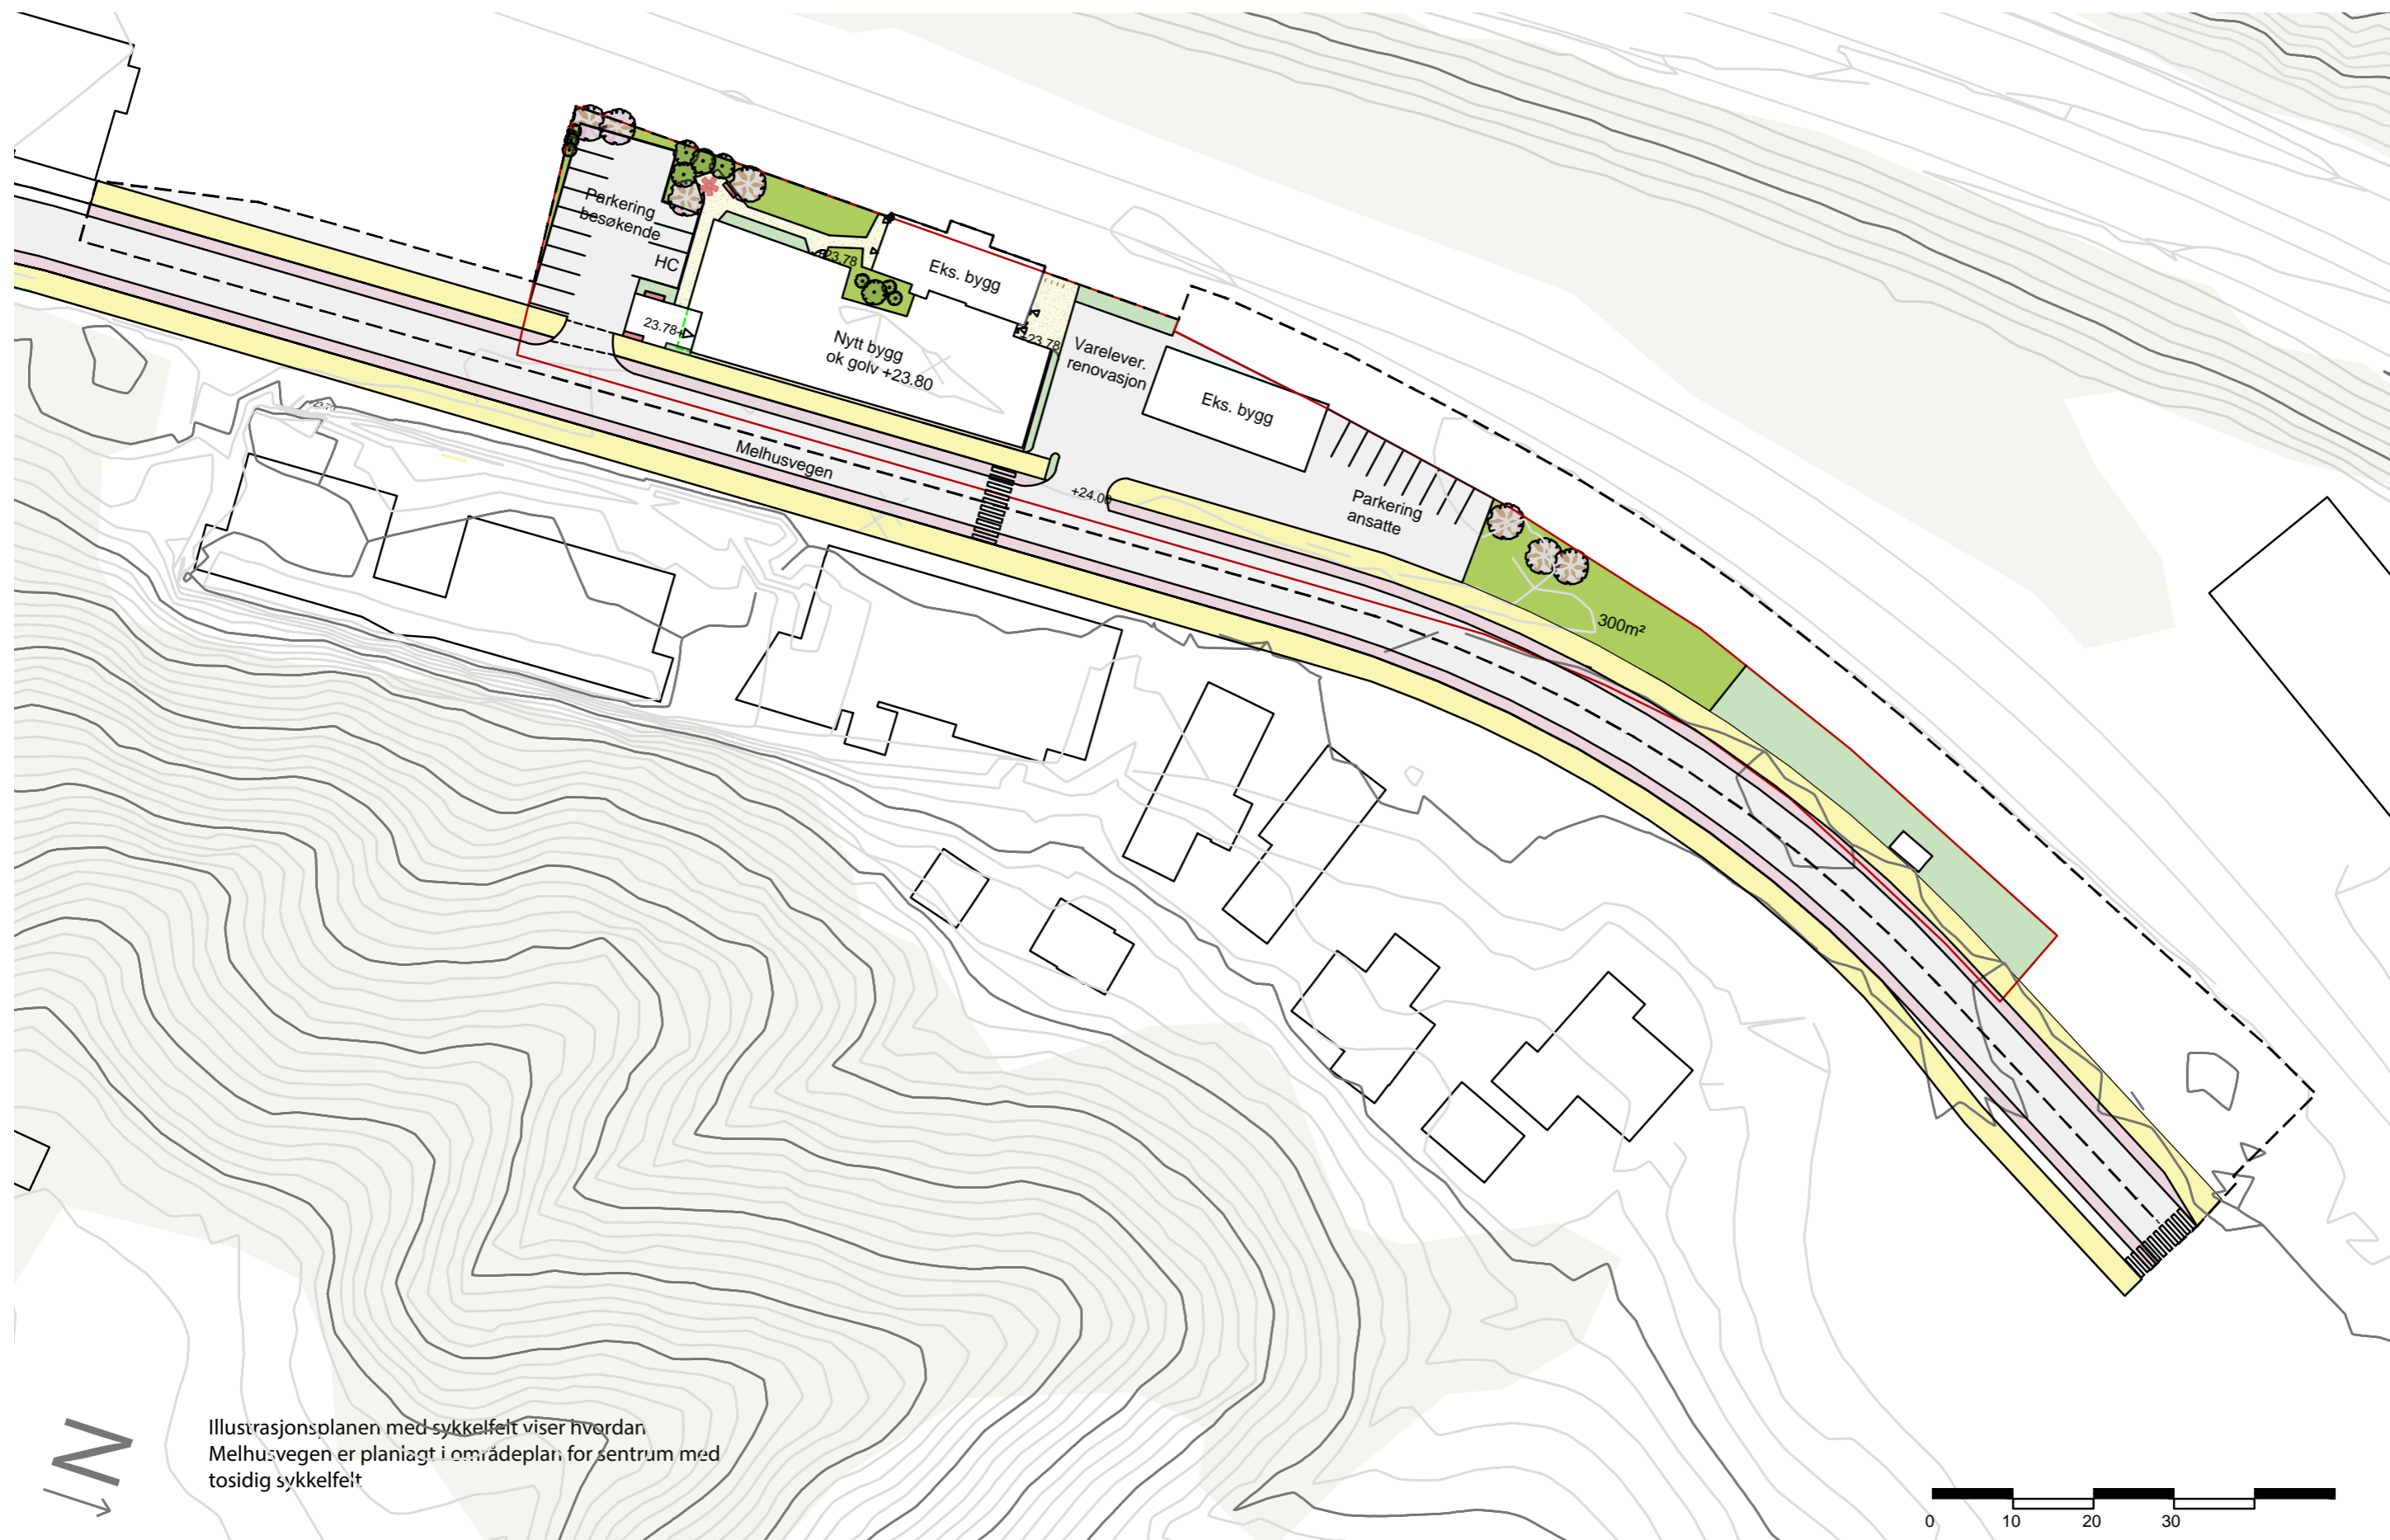 Parkering
besøkende
HC
23.78+
+23.78
Eks. bygg
Nytt bygg
ok golv +23.80
+23.78
Varelever.
renovasjon
Eks. bygg
Melhusvegen
+24.00
Parkering
ansatte
300m²
N
Illustrasjonsplanen med sykkelfelt viser hvordan
Melhusvegen er planlagt i områdeplan for sentrum med
tosidig sykkelfelt
0 10 20 30